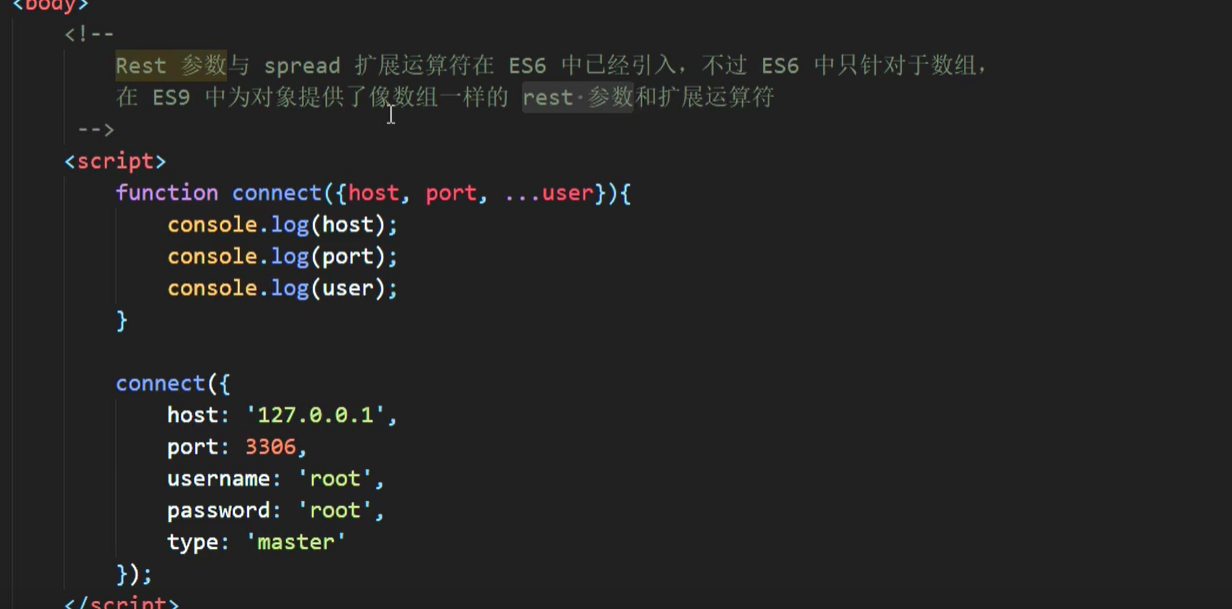 <body>
<!--
Rest 参数与 spread 扩展运算符在 ES6 中已经引入，不过 ES6 中只针对于数组，
在 ES9 中为对象提供了像数组一样的 rest 参数和扩展运算符
-->
<script>
function connect({host, port, ...user}){
console.log(host);
console.log(port);
console.log(user);
}
connect({
host: '127.0.0.1',
port: 3306,
username: 'root',
password: 'root',
type: 'master'
});
</script>